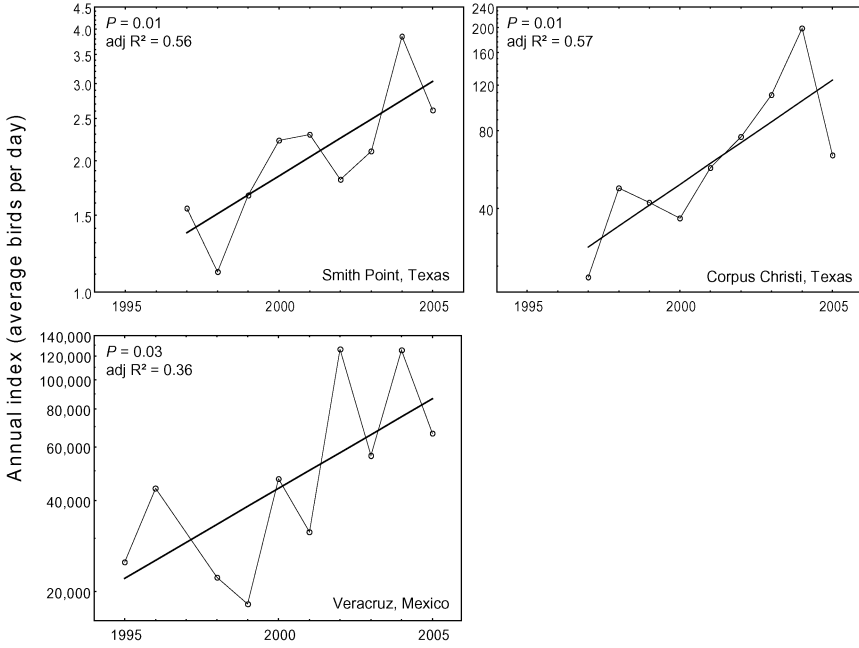 Annual index (average birds per day)
4.5
4.0
3.5
3.0
2.5
2.0
1.5
1.0
P = 0.01
adj R² = 0.56
Smith Point, Texas
1995 2000 2005
240
200
160
120
80
40
P = 0.01
adj R² = 0.57
Corpus Christi, Texas
1995 2000 2005
140,000
120,000
100,000
80,000
60,000
40,000
20,000
P = 0.03
adj R² = 0.36
Veracruz, Mexico
1995 2000 2005